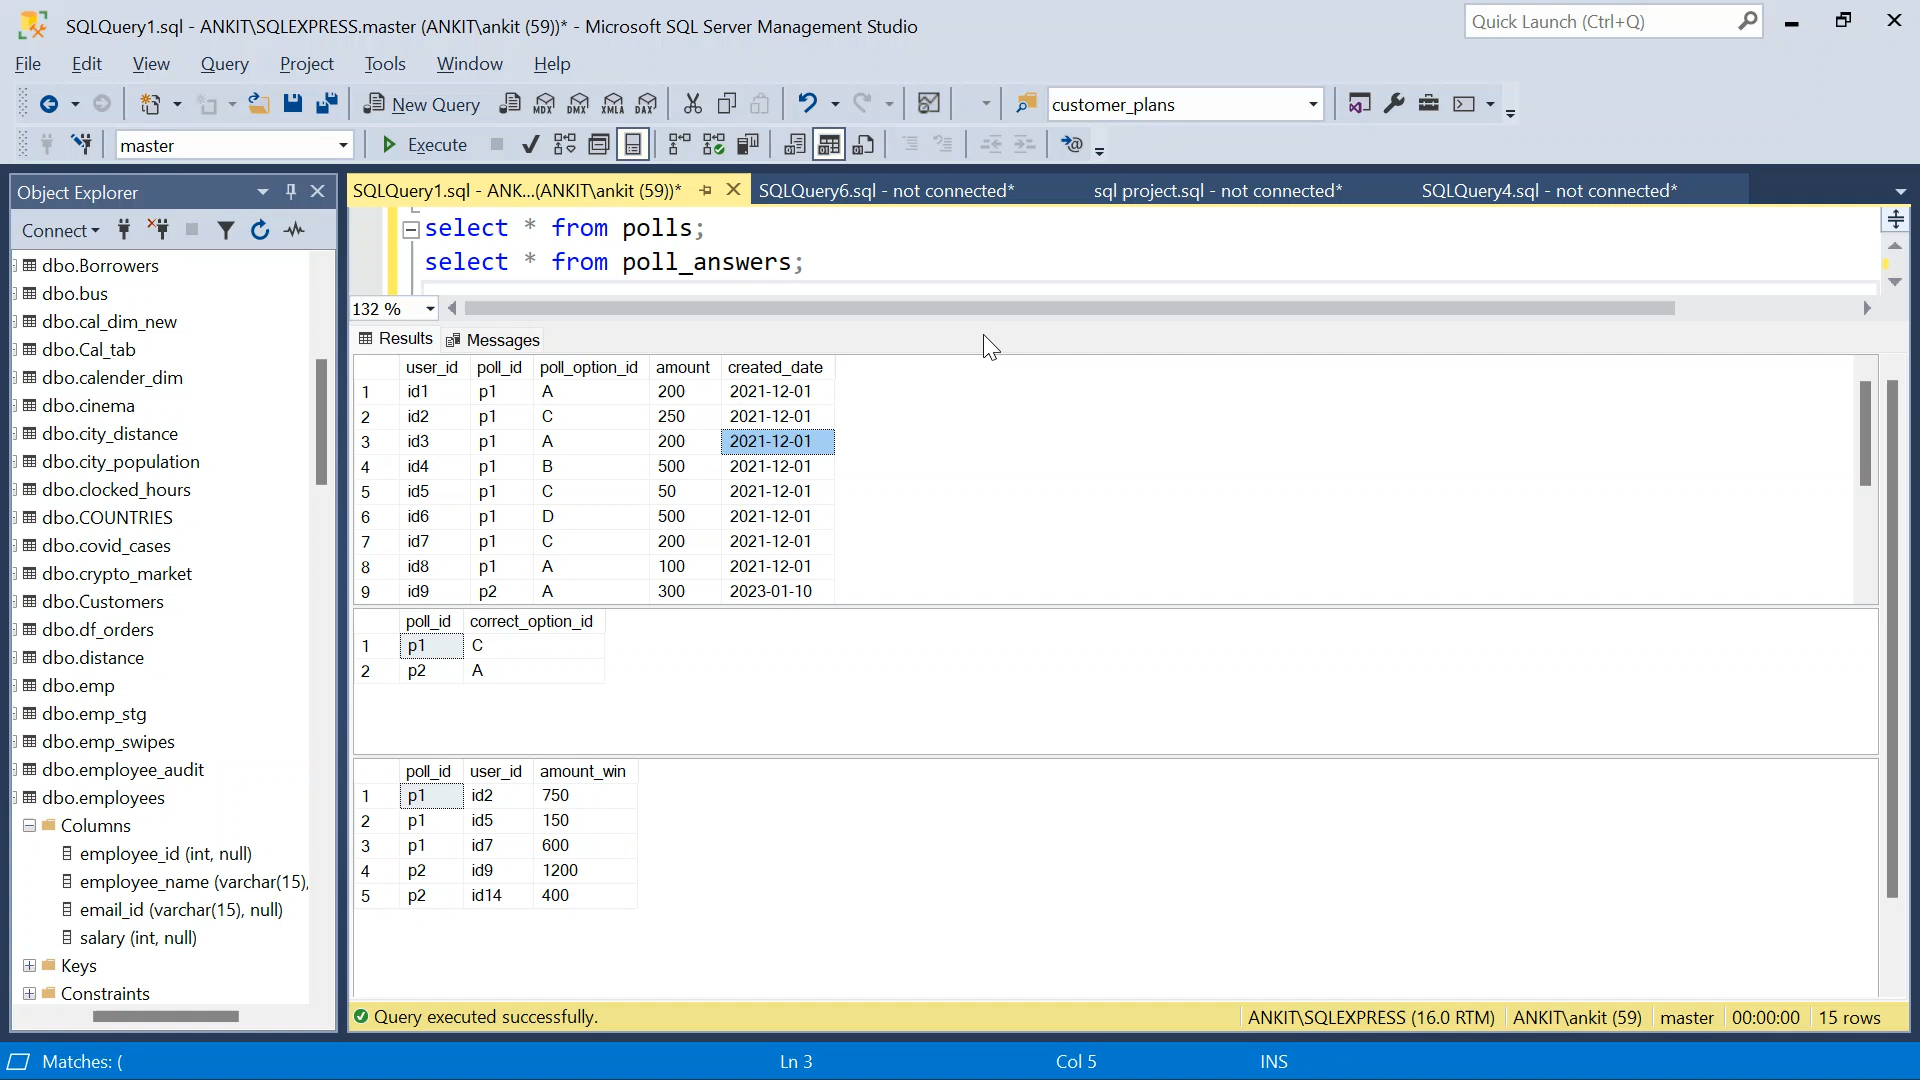 SQLQuery1.sql - ANKIT\SQLEXPRESS.master (ANKIT\ankit (59))* - Microsoft SQL Server Management Studio
Quick Launch (Ctrl+Q)
File Edit View Query Project Tools Window Help
New Query MDX DMX XMLA DAX customer_plans
master Execute
Object Explorer
SQLQuery1.sql - ANK...(ANKIT\ankit (59))* SQLQuery6.sql - not connected* sql project.sql - not connected* SQLQuery4.sql - not connected*
Connect
dbo.Borrowers
dbo.bus
dbo.cal_dim_new
dbo.Cal_tab
dbo.calender_dim
dbo.cinema
dbo.city_distance
dbo.city_population
dbo.clocked_hours
dbo.COUNTRIES
dbo.covid_cases
dbo.crypto_market
dbo.Customers
dbo.df_orders
dbo.distance
dbo.emp
dbo.emp_stg
dbo.emp_swipes
dbo.employee_audit
dbo.employees
Columns
employee_id (int, null)
employee_name (varchar(15),
email_id (varchar(15), null)
salary (int, null)
Keys
Constraints
select * from polls;
select * from poll_answers;
132 %
Results Messages
user_id poll_id poll_option_id amount created_date
1 id1 p1 A 200 2021-12-01
2 id2 p1 C 250 2021-12-01
3 id3 p1 A 200 2021-12-01
4 id4 p1 B 500 2021-12-01
5 id5 p1 C 50 2021-12-01
6 id6 p1 D 500 2021-12-01
7 id7 p1 C 200 2021-12-01
8 id8 p1 A 100 2021-12-01
9 id9 p2 A 300 2023-01-10
poll_id correct_option_id
1 p1 C
2 p2 A
poll_id user_id amount_win
1 p1 id2 750
2 p1 id5 150
3 p1 id7 600
4 p2 id9 1200
5 p2 id14 400
Query executed successfully. ANKIT\SQLEXPRESS (16.0 RTM) ANKIT\ankit (59) master 00:00:00 15 rows
Matches: ( Ln 3 Col 5 INS